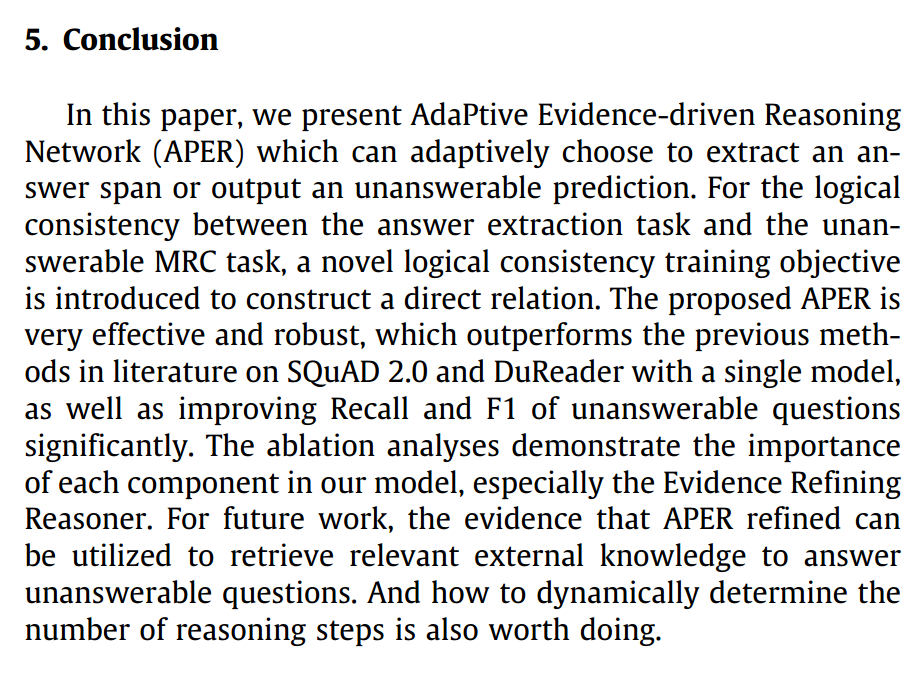 5. Conclusion
In this paper, we present AdaPtive Evidence-driven Reasoning
Network (APER) which can adaptively choose to extract an an-
swer span or output an unanswerable prediction. For the logical
consistency between the answer extraction task and the unan-
swerable MRC task, a novel logical consistency training objective
is introduced to construct a direct relation. The proposed APER is
very effective and robust, which outperforms the previous meth-
ods in literature on SQuAD 2.0 and DuReader with a single model,
as well as improving Recall and F1 of unanswerable questions
significantly. The ablation analyses demonstrate the importance
of each component in our model, especially the Evidence Refining
Reasoner. For future work, the evidence that APER refined can
be utilized to retrieve relevant external knowledge to answer
unanswerable questions. And how to dynamically determine the
number of reasoning steps is also worth doing.